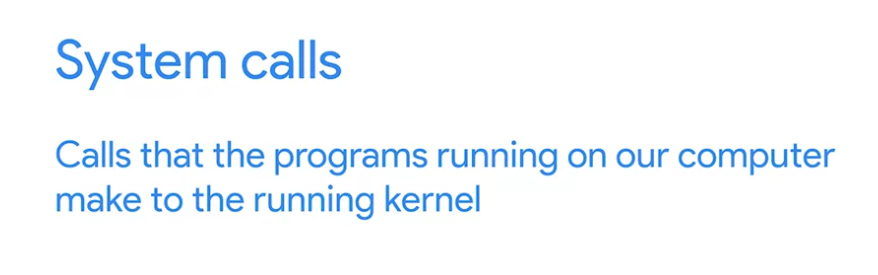 System calls
Calls that the programs running on our computer
make to the running kernel